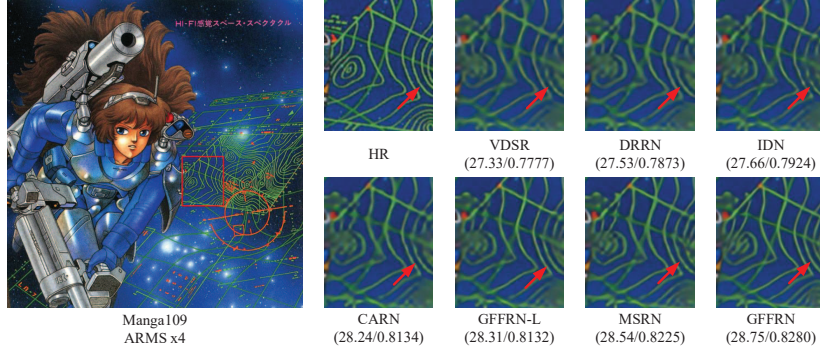 Hi-Fi感覚スペース・スペクタクル
HR
VDSR
(27.33/0.7777)
DRRN
(27.53/0.7873)
IDN
(27.66/0.7924)
Manga109
ARMS x4
CARN
(28.24/0.8134)
GFFRN-L
(28.31/0.8132)
MSRN
(28.54/0.8225)
GFFRN
(28.75/0.8280)